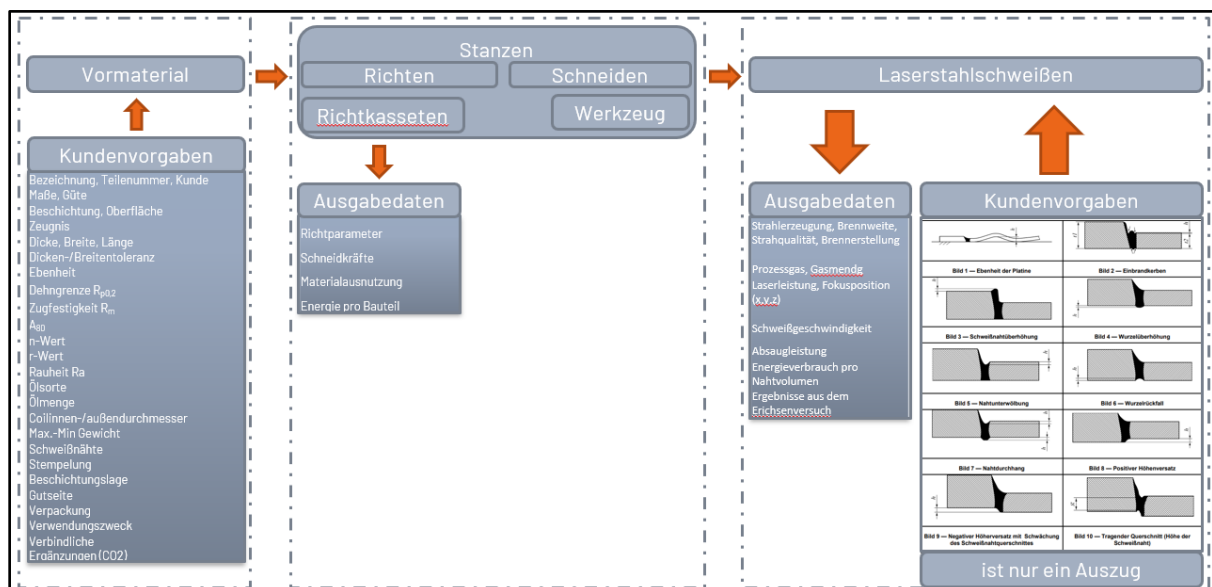 Vormaterial
Kundenvorgaben
Bezeichnung, Teilenummer, Kunde
Maße, Güte
Beschichtung, Oberfläche
Zeugnis
Dicke, Breite, Länge
Dicken-/Breitentoleranz
Ebenheit
Dehngrenze Rp0,2
Zugfestigkeit Rm
A80
n-Wert
r-Wert
Rauheit Ra
Ölsorte
Ölmenge
Coilinnen-/außendurchmesser
Max.-Min Gewicht
Schweißnähte
Stempelung
Beschichtungslage
Gutseite
Verpackung
Verwendungszweck
Verbindliche
Ergänzungen (CO2)
Stanzen
Richten
Schneiden
Richtkasseten
Werkzeug
Ausgabedaten
Richtparameter
Schneidkräfte
Materialausnutzung
Energie pro Bauteil
Laserstahlschweißen
Ausgabedaten
Strahlerzeugung, Brennweite,
Strahqualität, Brennerstellung
Prozessgas, Gasmendg
Laserleistung, Fokusposition
(x,y,z)
Schweißgeschwindigkeit
Absaugleistung
Energieverbrauch pro
Nahtvolumen
Ergebnisse aus dem
Erichsenversuch
Kundenvorgaben
Bild 1 — Ebenheit der Platine
Bild 2 — Einbrandkerben
Bild 3 — Schweißnahtüberhöhung
Bild 4 — Wurzelüberhöhung
Bild 5 — Nahtunterwölbung
Bild 6 — Wurzelrückfall
Bild 7 — Nahtdurchhang
Bild 8 — Positiver Höhenversatz
Bild 9 — Negativer Höherversatz mit Schwächung
des Schweißnahtquerschnittes
Bild 10 — Tragender Querschnitt (Höhe der
Schweißnaht)
ist nur ein Auszug